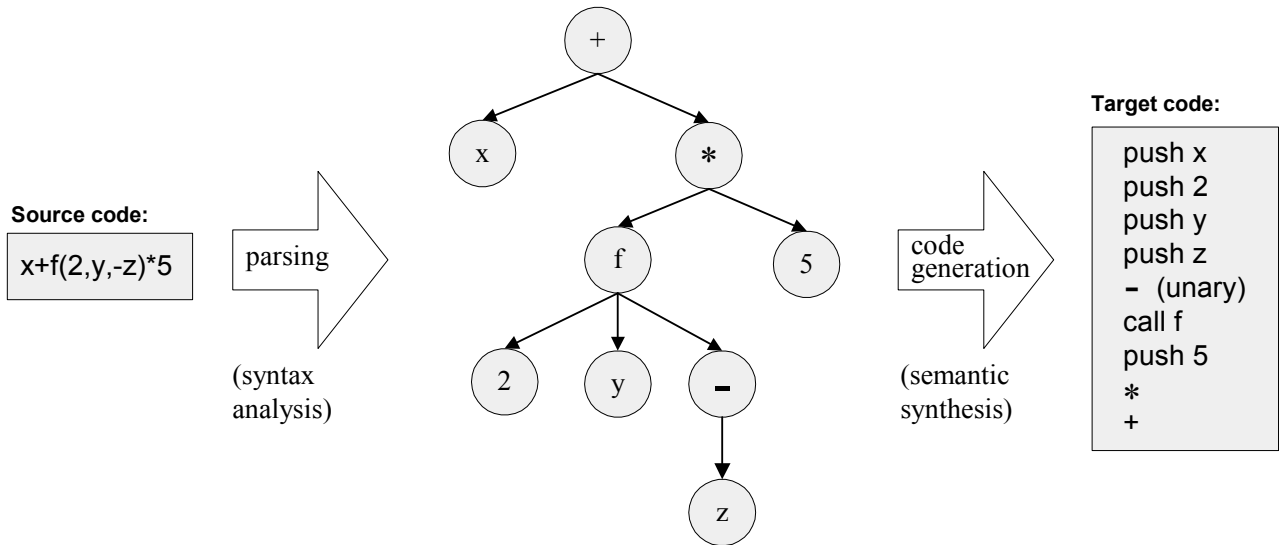 Source code:
x+f(2,y,-z)*5
parsing
(syntax
analysis)
+
x
*
f
5
2
y
-
z
code
generation
(semantic
synthesis)
Target code:
push x
push 2
push y
push z
- (unary)
call f
push 5
*
+